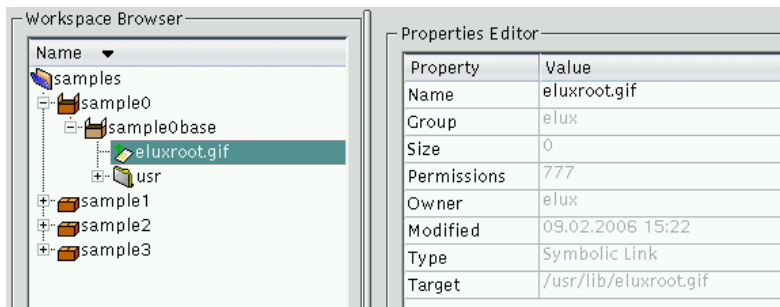 Workspace Browser
Name
samples
sample0
sample0base
eluxroot.gif
usr
sample1
sample2
sample3
Properties Editor
Property Value
Name eluxroot.gif
Group elux
Size 0
Permissions 777
Owner elux
Modified 09.02.2006 15:22
Type Symbolic Link
Target /usr/lib/eluxroot.gif